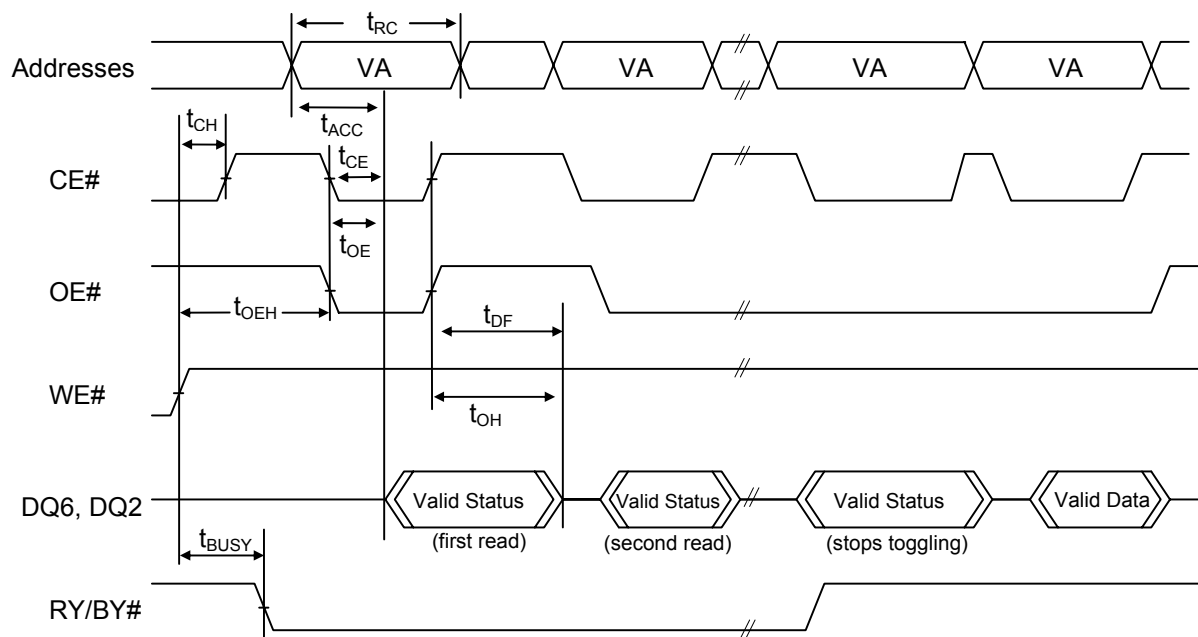 tRC
Addresses VA VA VA VA
tCH
tACC
tCE
CE#
tOE
OE#
tOEH
tDF
WE#
tOH
DQ6, DQ2 Valid Status Valid Status Valid Status Valid Data
(first read) (second read) (stops toggling)
tBUSY
RY/BY#